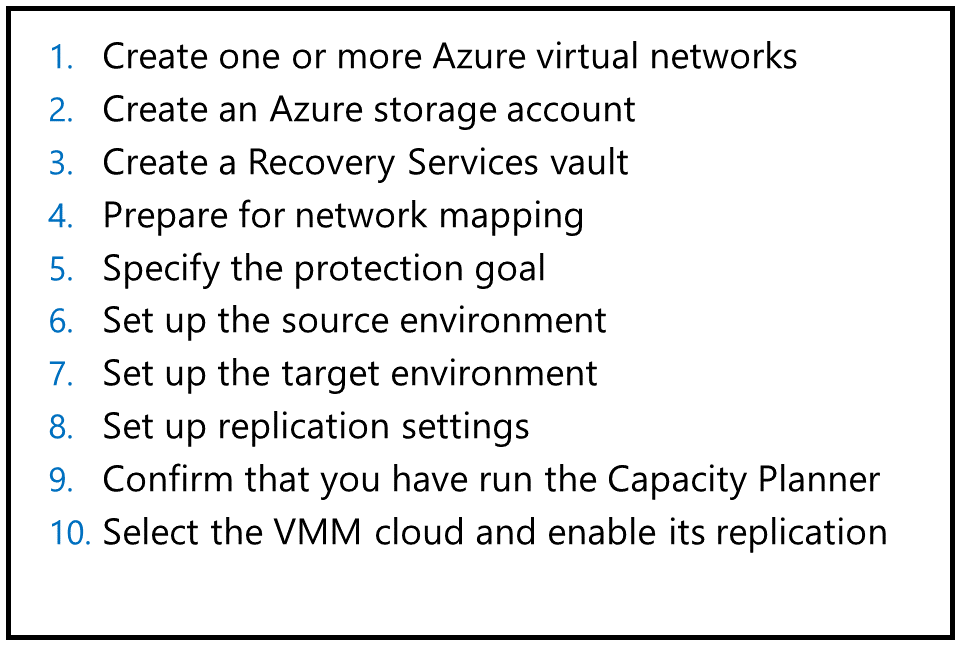 1. Create one or more Azure virtual networks
2. Create an Azure storage account
3. Create a Recovery Services vault
4. Prepare for network mapping
5. Specify the protection goal
6. Set up the source environment
7. Set up the target environment
8. Set up replication settings
9. Confirm that you have run the Capacity Planner
10. Select the VMM cloud and enable its replication